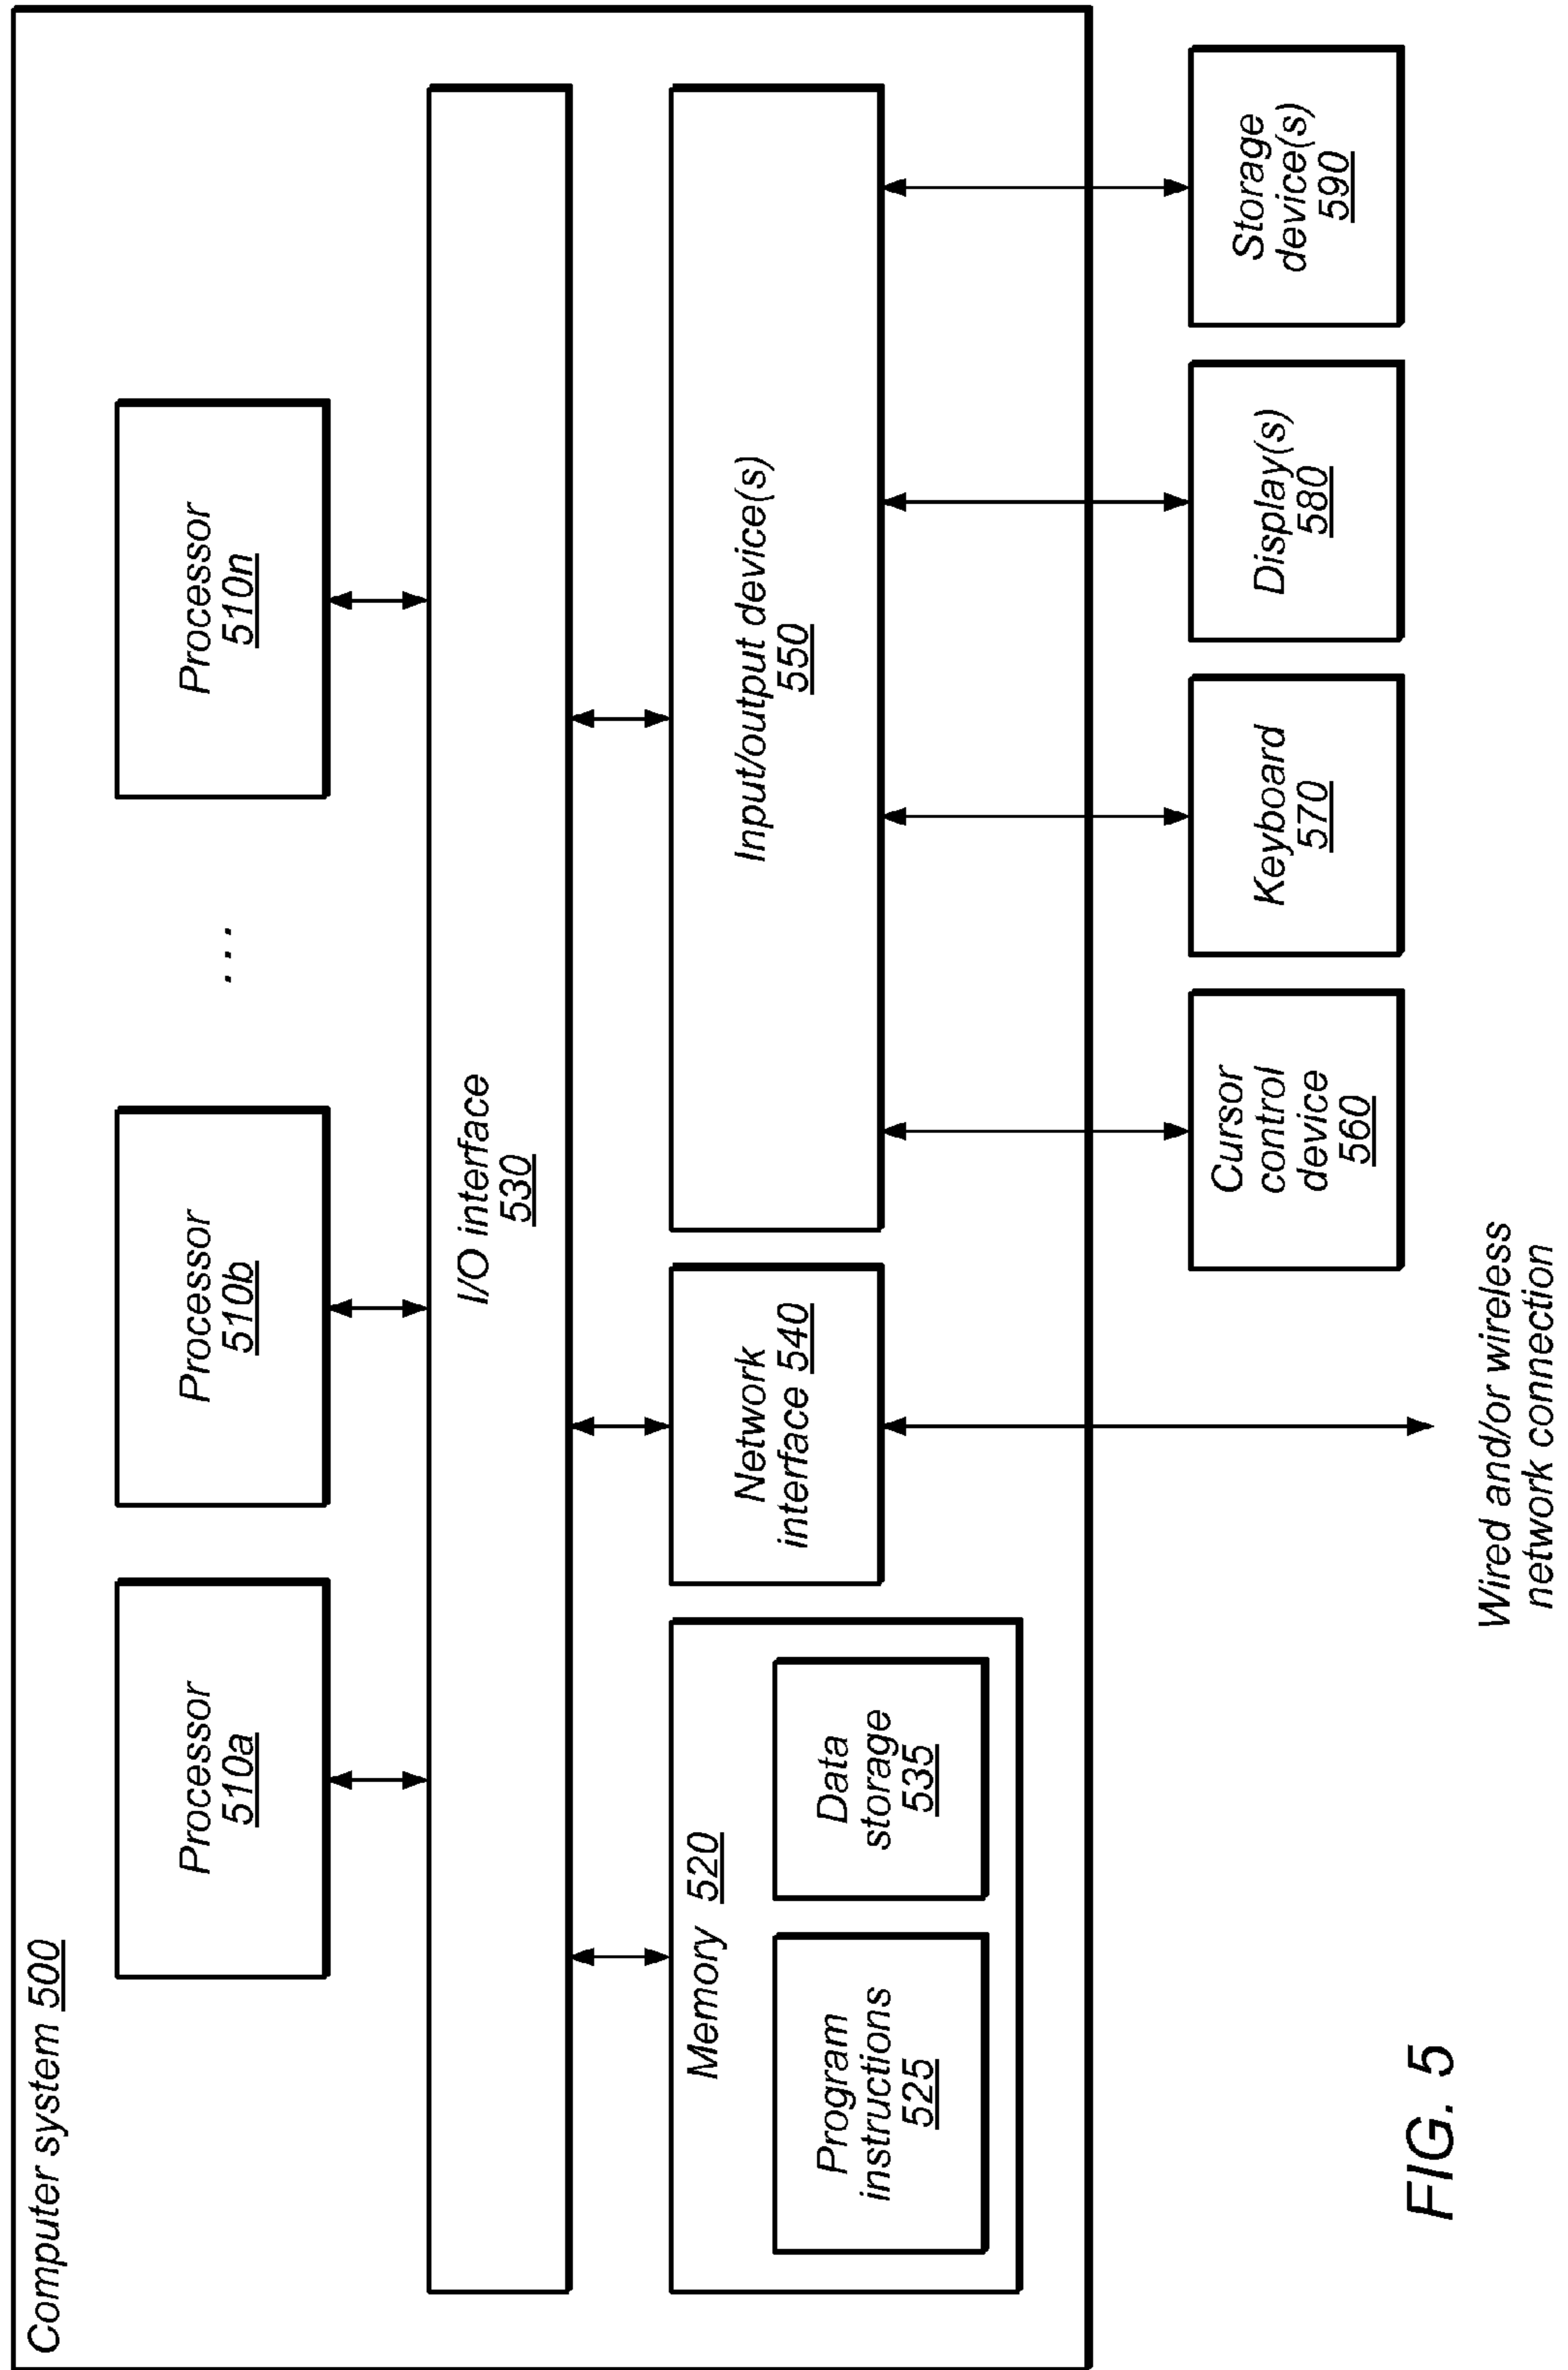 Computer system 500
Processor
510a
Processor
510b
...
Processor
510n
I/O interface
530
Memory 520
Program
instructions
525
Data
storage
535
Network
interface 540
Input/output device(s)
550
Cursor
control
device
560
Keyboard
570
Display(s)
580
Storage
device(s)
590
Wired and/or wireless
network connection
FIG. 5